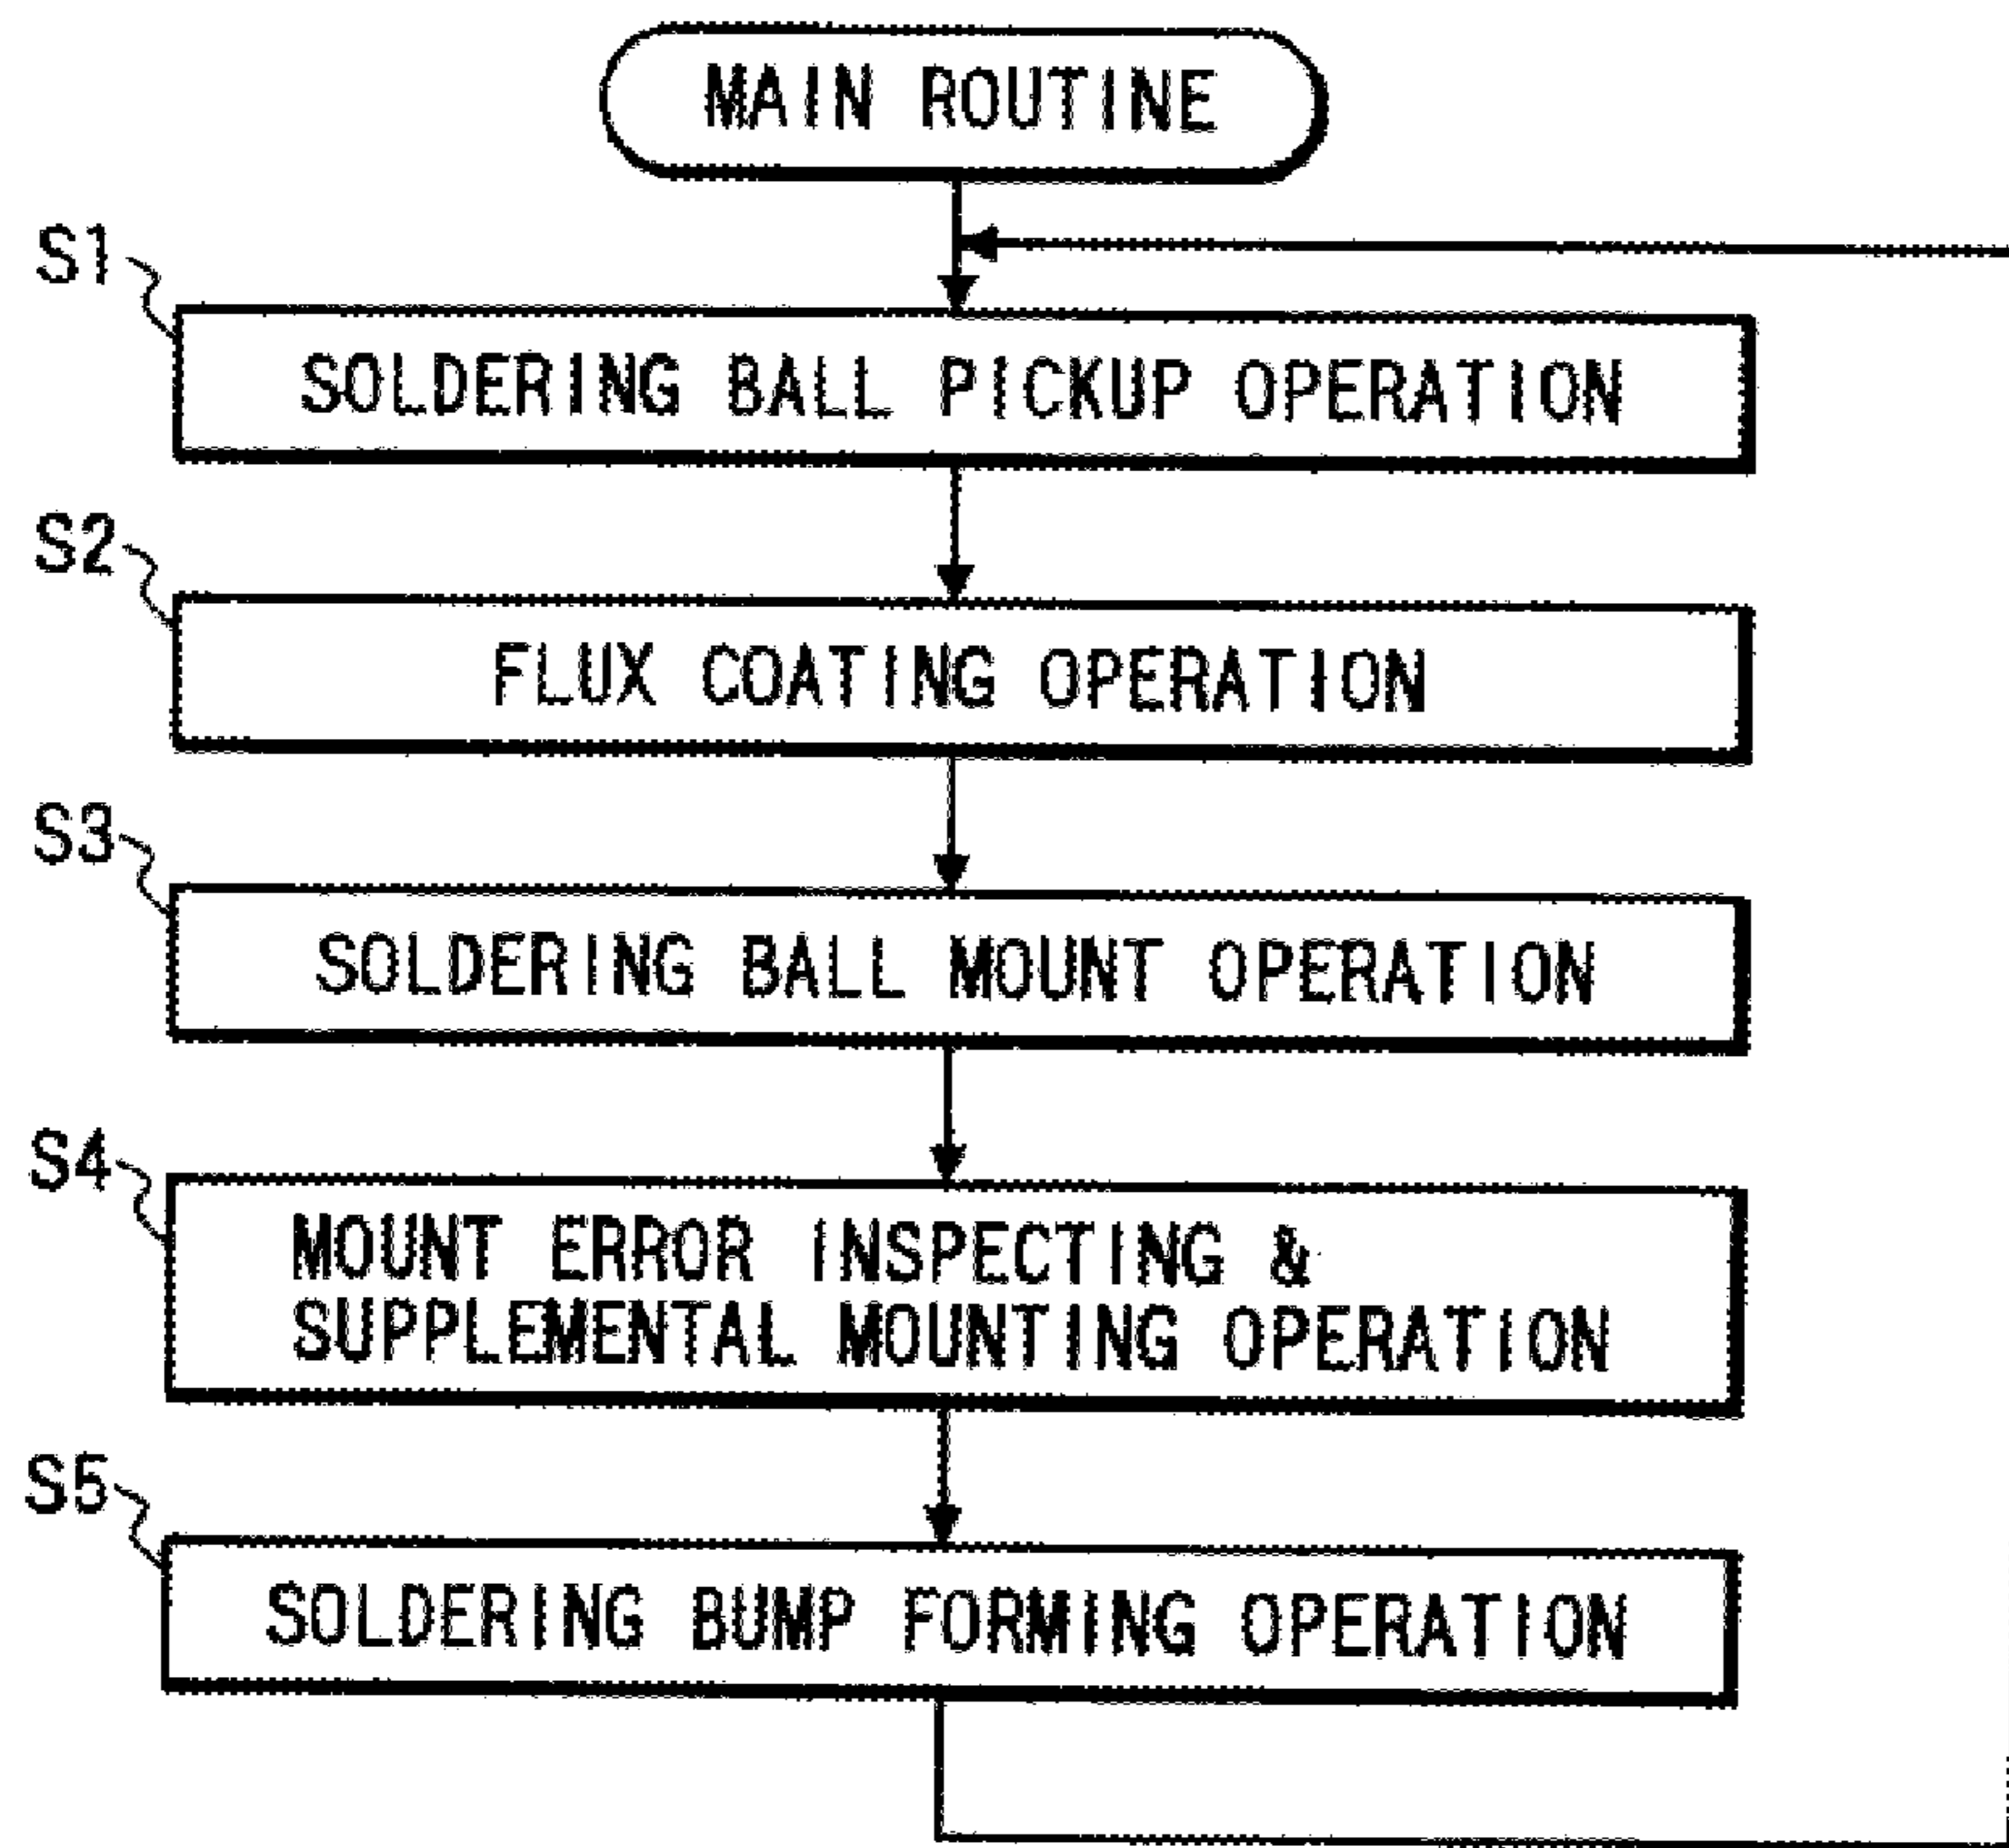 MAIN ROUTINE
S1
SOLDERING BALL PICKUP OPERATION
S2
FLUX COATING OPERATION
S3
SOLDERING BALL MOUNT OPERATION
S4
MOUNT ERROR INSPECTING &
SUPPLEMENTAL MOUNTING OPERATION
S5
SOLDERING BUMP FORMING OPERATION